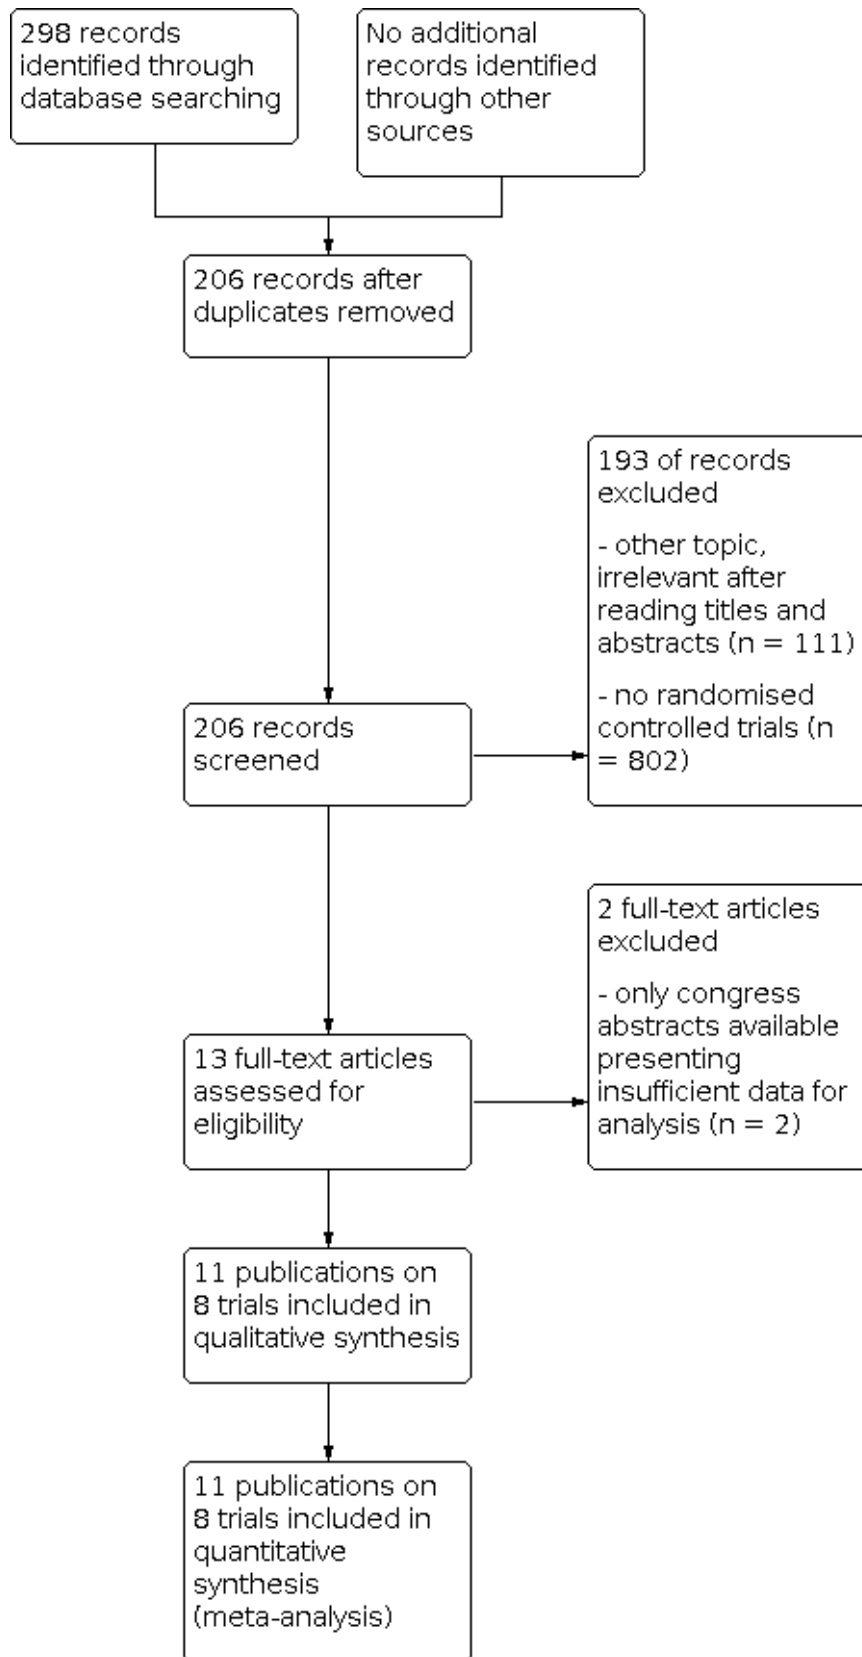 298 records
identified through
database searching
No additional
records identified
through other
sources
206 records after
duplicates removed
193 of records
excluded
- other topic,
irrelevant after
reading titles and
abstracts (n = 111)
- no randomised
controlled trials (n
= 802)
206 records
screened
2 full-text articles
excluded
- only congress
abstracts available
presenting
insufficient data for
analysis (n = 2)
13 full-text articles
assessed for
eligibility
11 publications on
8 trials included in
qualitative synthesis
11 publications on
8 trials included in
quantitative
synthesis
(meta-analysis)